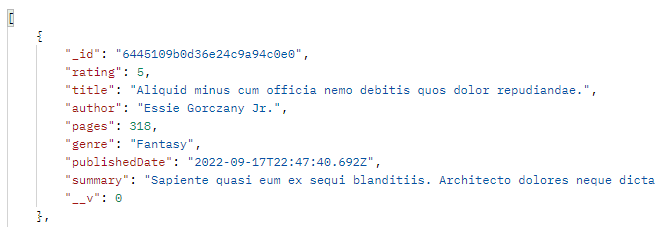 [
{
"_id": "6445109b0d36e24c9a94c0e0",
"rating": 5,
"title": "Aliquid minus cum officia nemo debitis quos dolor repudiandae.",
"author": "Essie Gorczany Jr.",
"pages": 318,
"genre": "Fantasy",
"publishedDate": "2022-09-17T22:47:40.692Z",
"summary": "Sapiente quasi eum ex sequi blanditiis. Architecto dolores neque dicta
"__v": 0
},